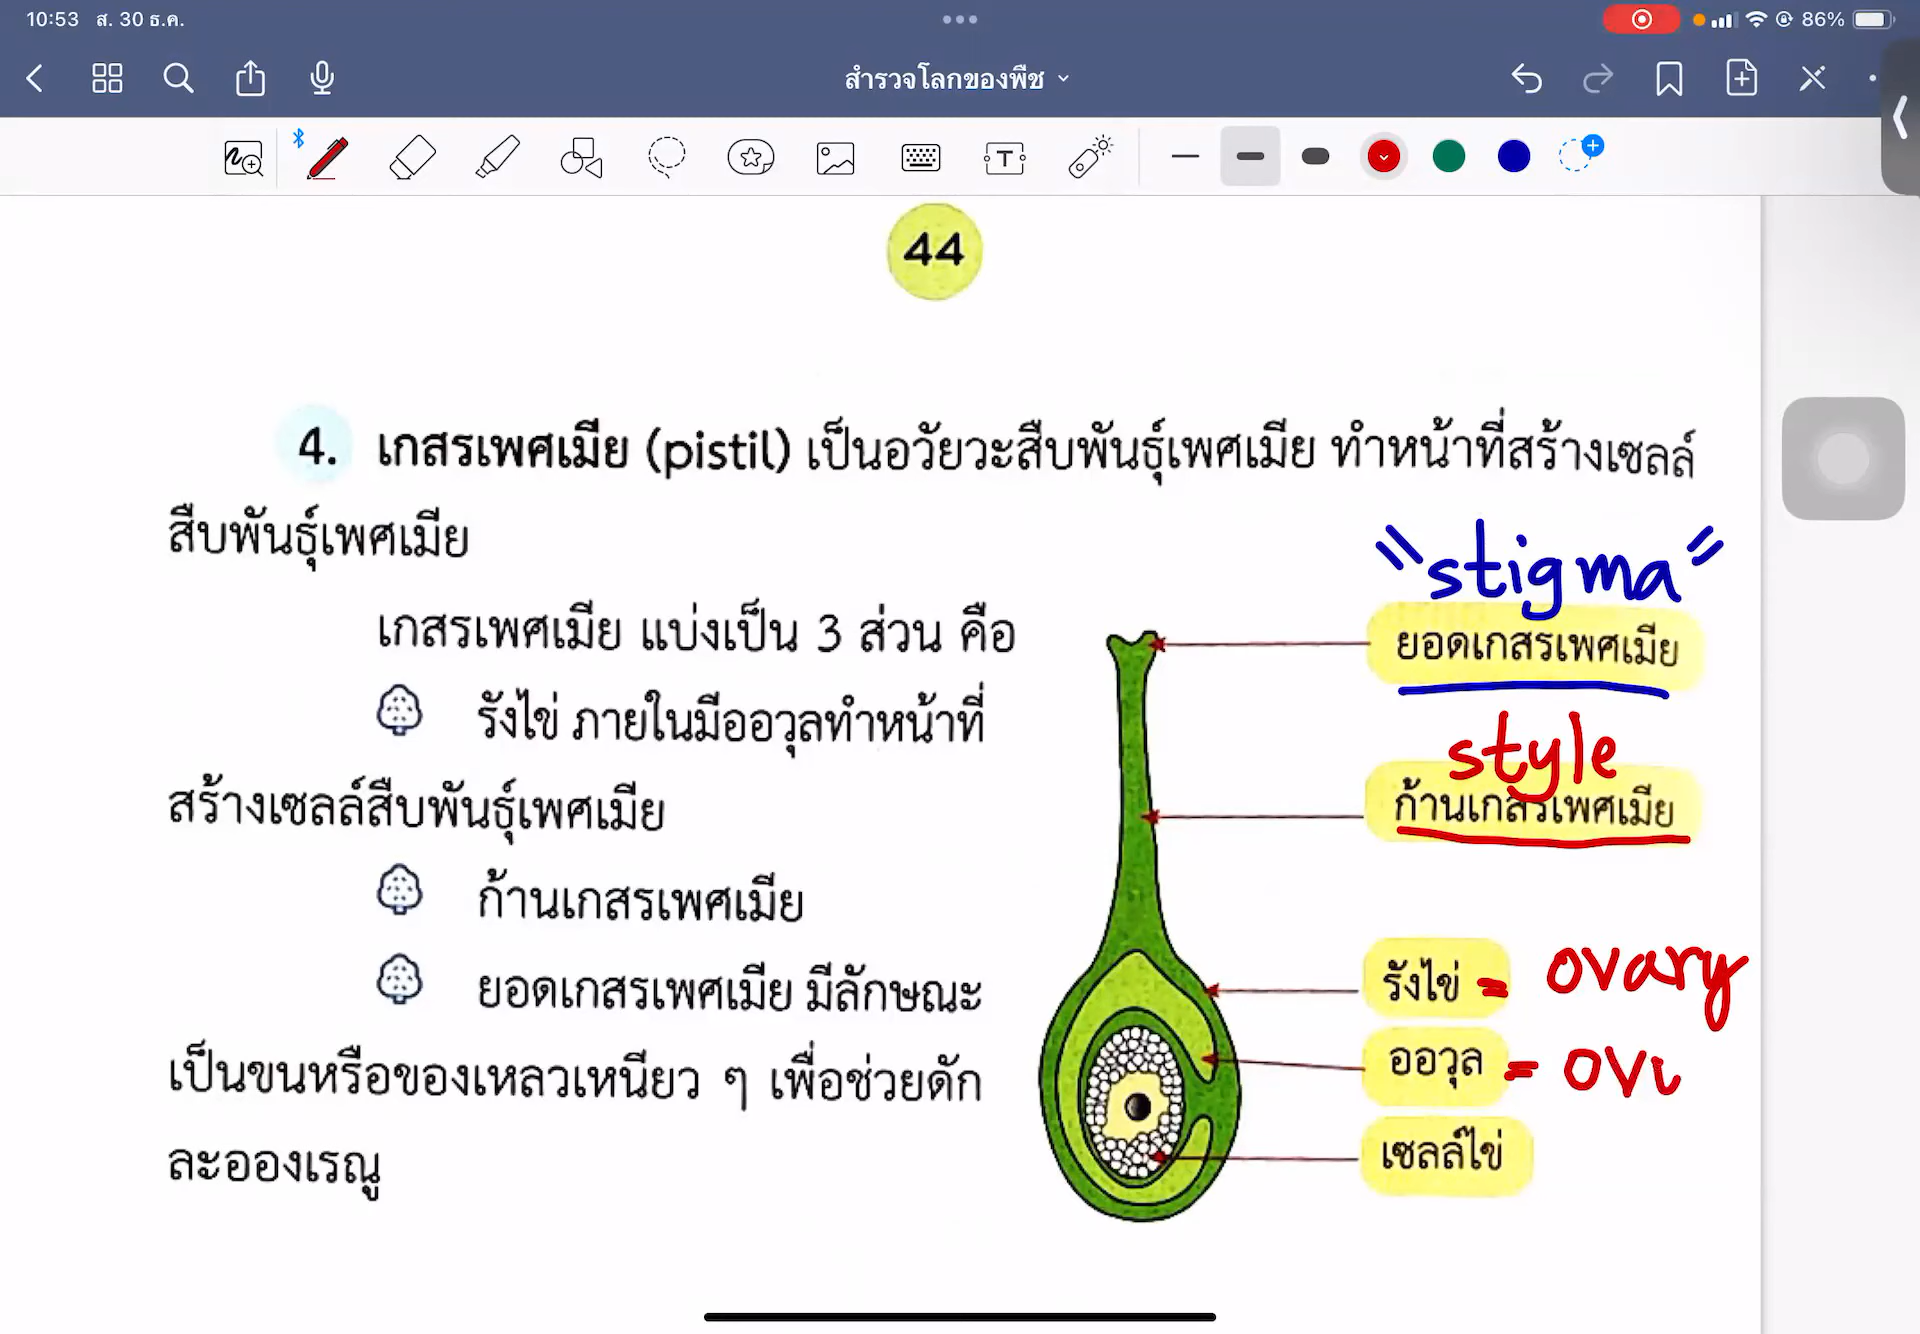 10:53 ส. 30 ธ.ค.
86%
สำรวจโลกของพืช
44
4. เกสรเพศเมีย (pistil) เป็นอวัยวะสืบพันธุ์เพศเมีย ทำหน้าที่สร้างเซลล์
สืบพันธุ์เพศเมีย
เกสรเพศเมีย แบ่งเป็น 3 ส่วน คือ
รังไข่ ภายในมีออวุลทำหน้าที่
สร้างเซลล์สืบพันธุ์เพศเมีย
ก้านเกสรเพศเมีย
ยอดเกสรเพศเมีย มีลักษณะ
เป็นขนหรือของเหลวเหนียว ๆ เพื่อช่วยดัก
ละอองเรณู
"stigma"
ยอดเกสรเพศเมีย
style
ก้านเกสรเพศเมีย
รังไข่ = ovary
ออวุล = ovu
เซลล์ไข่